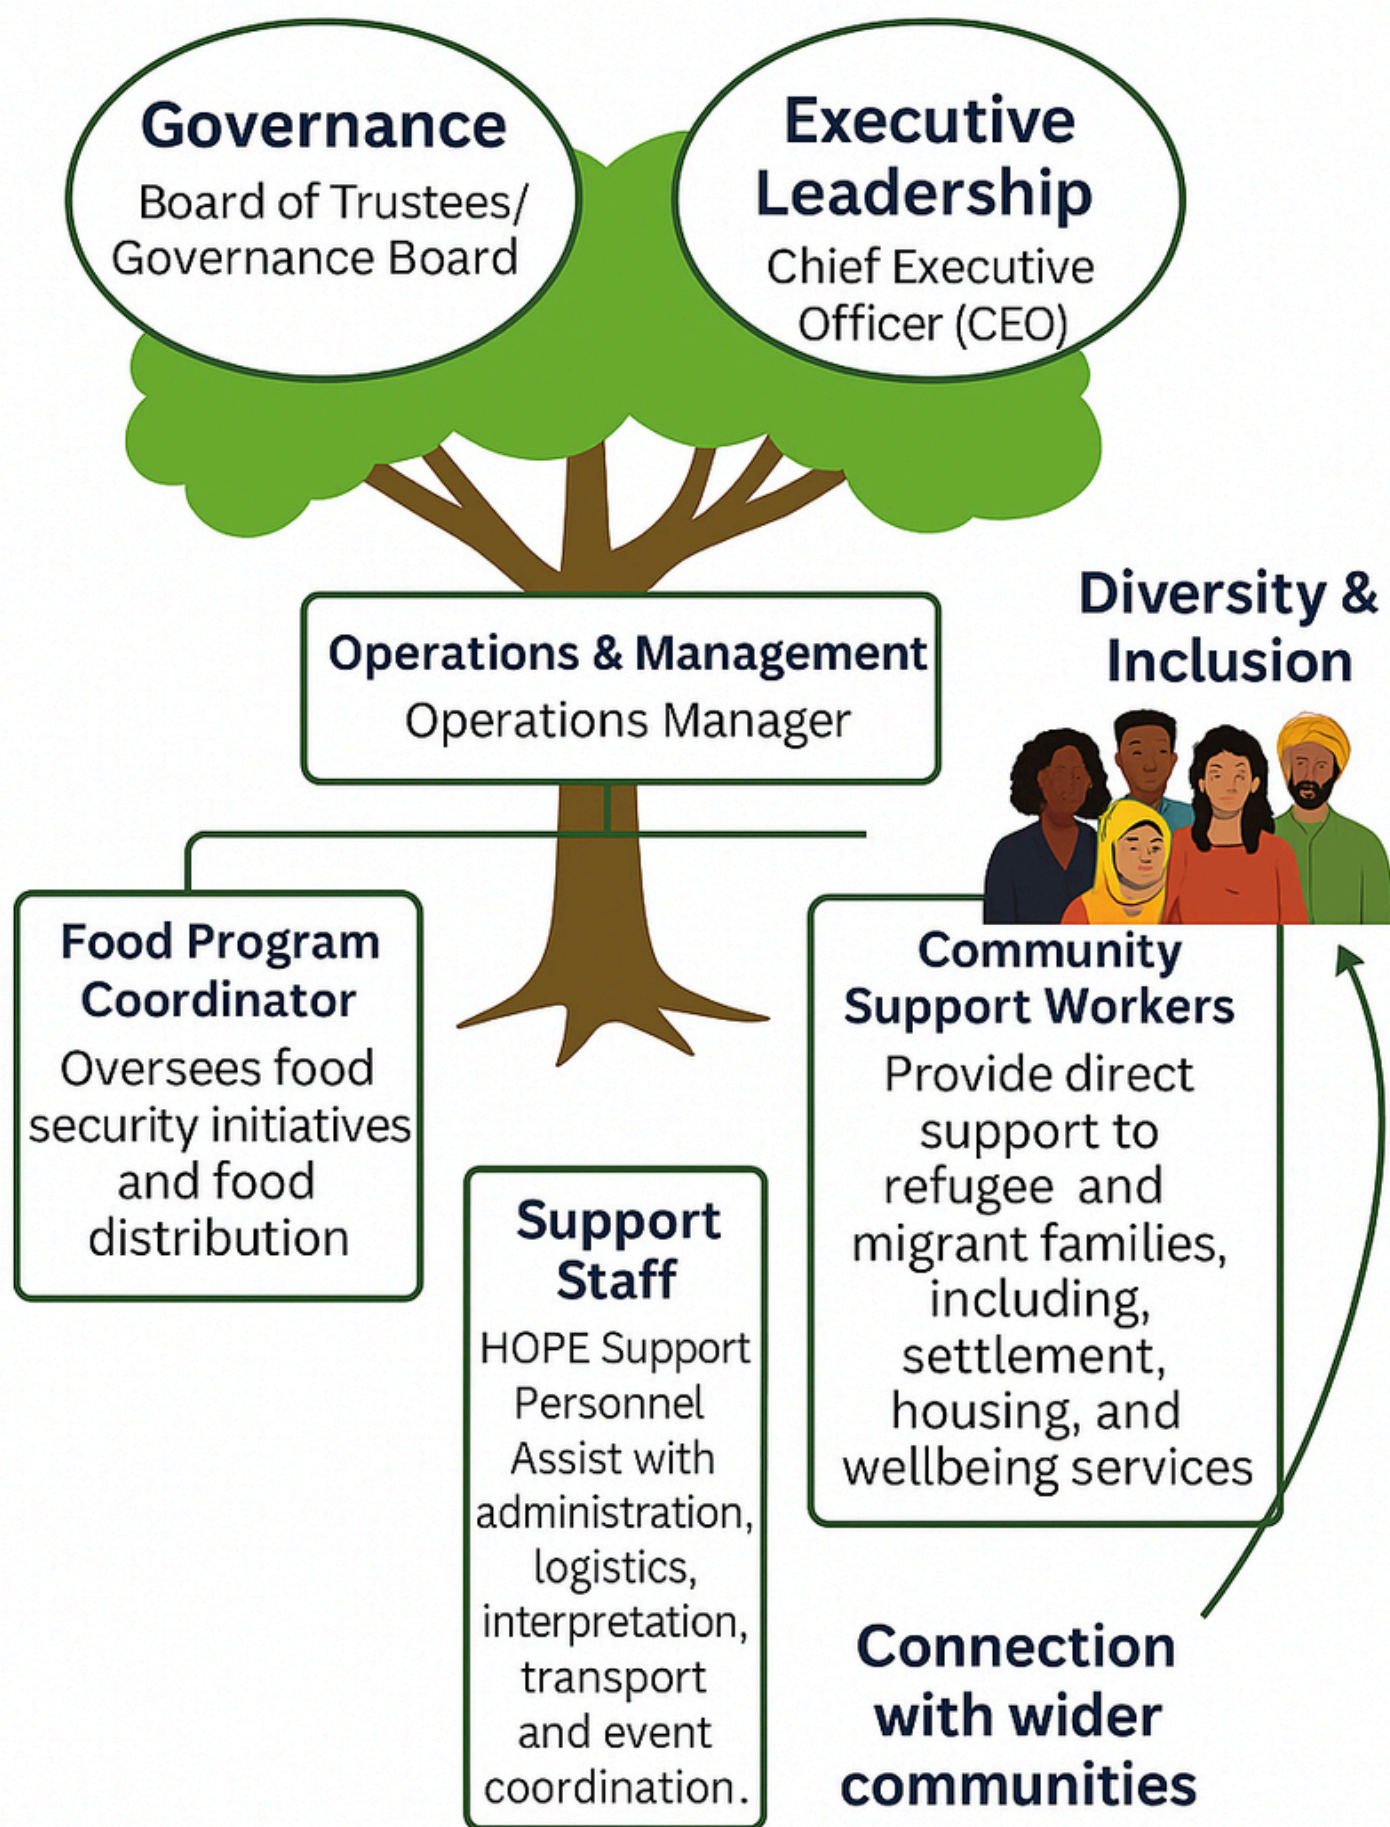 Governance
Board of Trustees/
Governance Board
Executive
Leadership
Chief Executive
Officer (CEO)
Operations & Management
Operations Manager
Diversity &
Inclusion
Food Program
Coordinator
Oversees food
security initiatives
and food
distribution
Support
Staff
HOPE Support
Personnel
Assist with
administration,
logistics,
interpretation,
transport
and event
coordination.
Community
Support Workers
Provide direct
support to
refugee and
migrant families,
including,
settlement,
housing, and
wellbeing services
Connection
with wider
communities